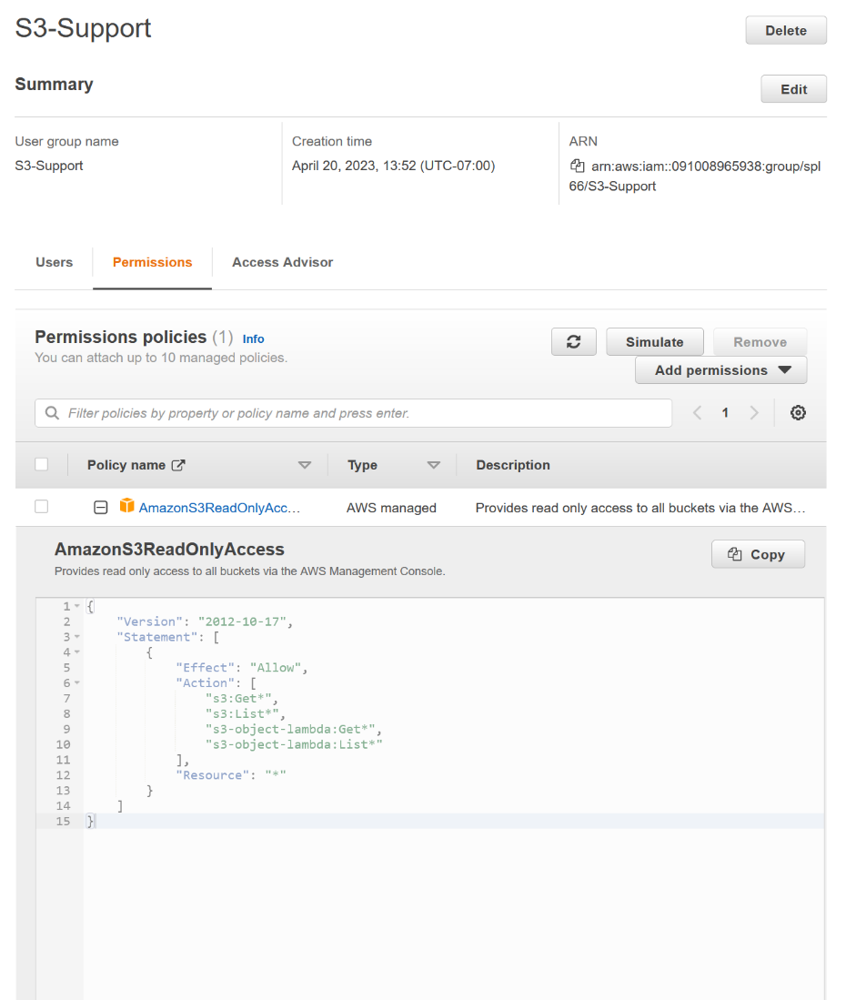 S3-Support
Delete
Summary
Edit
User group name
S3-Support
Creation time
April 20, 2023, 13:52 (UTC-07:00)
ARN
arn:aws:iam::091008965938:group/spl
66/S3-Support
Users
Permissions
Access Advisor
Permissions policies (1) Info
You can attach up to 10 managed policies.
Simulate
Remove
Add permissions
Filter policies by property or policy name and press enter.
1
Policy name
Type
Description
AmazonS3ReadOnlyAcc...
AWS managed
Provides read only access to all buckets via the AWS...
AmazonS3ReadOnlyAccess
Provides read only access to all buckets via the AWS Management Console.
Copy
1 {
2     "Version": "2012-10-17",
3     "Statement": [
4         {
5             "Effect": "Allow",
6             "Action": [
7                 "s3:Get*",
8                 "s3:List*",
9                 "s3-object-lambda:Get*",
10                 "s3-object-lambda:List*"
11             ],
12             "Resource": "*"
13         }
14     ]
15 }